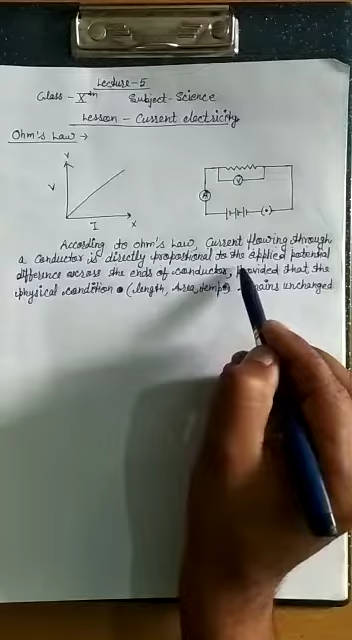 Lecture-5
Class - Xth Subject-Science
Lesson - Current electricity
Ohm's Law →
V
V
I
X
A
V
According to ohm's Law, Current flowing through
a Conductor is directly proportional to the applied potential
difference across the ends of conductor, provided that the
physical condition (length, Area, temp) remains unchanged